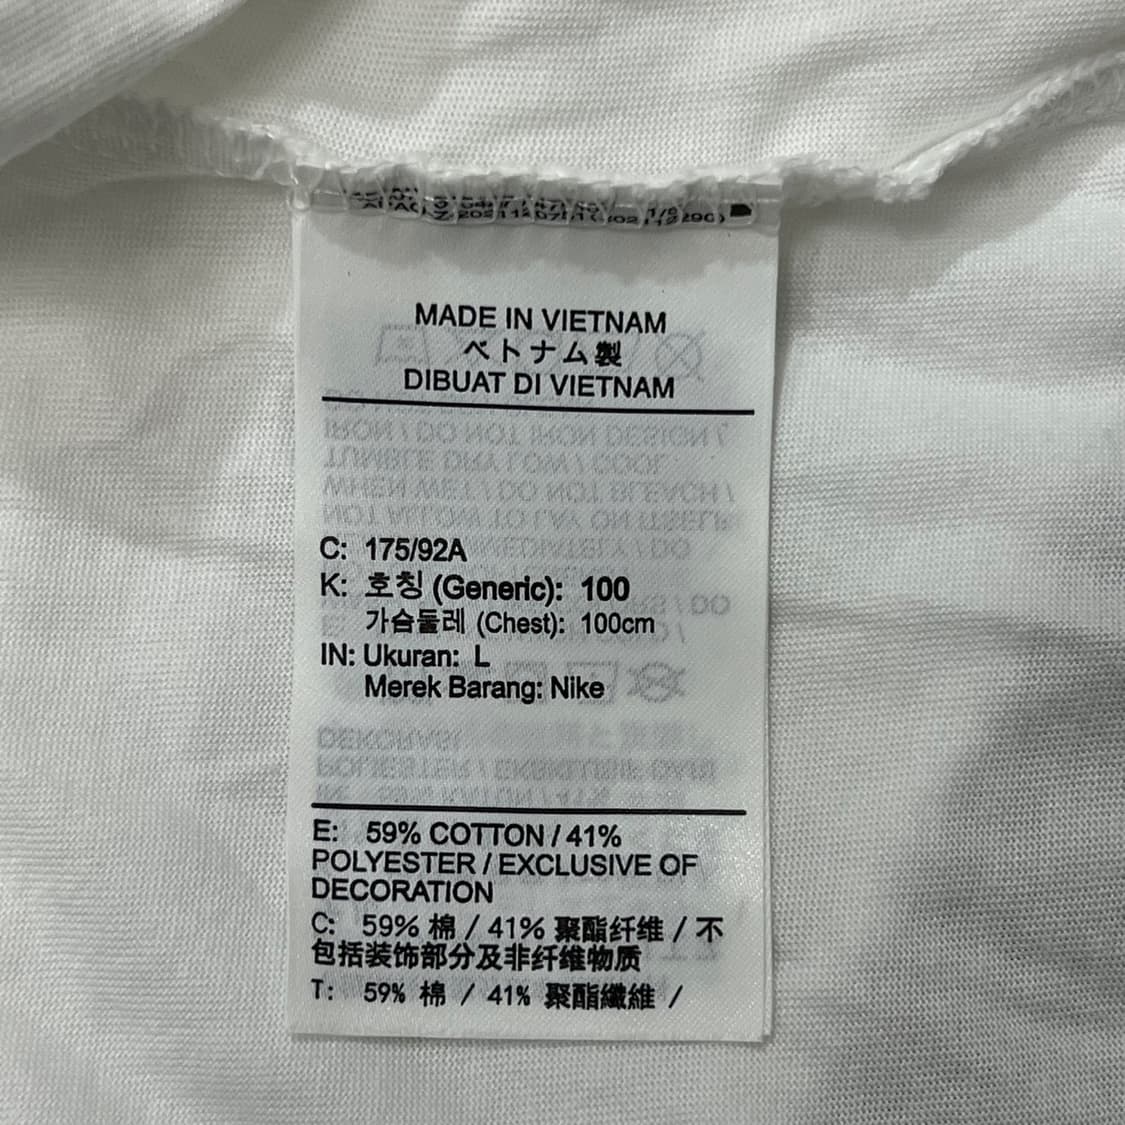 MADE IN VIETNAM
ベトナム製
DIBUAT DI VIETNAM
C: 175/92A
K: 호칭 (Generic): 100
가슴둘레 (Chest): 100cm
IN: Ukuran: L
Merek Barang: Nike
E: 59% COTTON / 41%
POLYESTER / EXCLUSIVE OF
DECORATION
C: 59% 棉 / 41% 聚酯纤维 / 不
包括装饰部分及非纤维物质
T: 59% 棉 / 41% 聚酯纖維 /